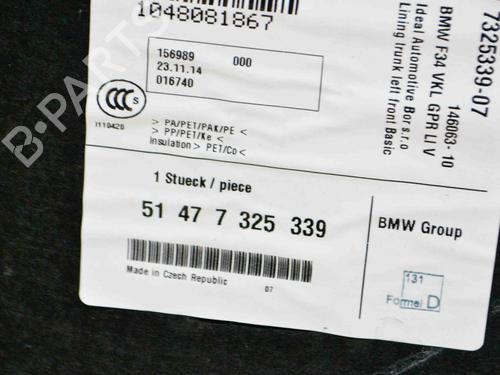 1048081867
156989 000
23.11.14
016740
CCC S
I110420
> PA/PET/PAK/PE <
> PP/PET/Ke <
Insulation > PET/Co <
1 Stueck / piece
51 47 7 325 339
Made in Czech Republic 07
7325339-07
Ideal Automotive Bor s.r.o
Lining trunk left front Basic
146063- 10
BMW F34 VKL GPR LI V
BMW Group
131
Formel D
B-PARTS